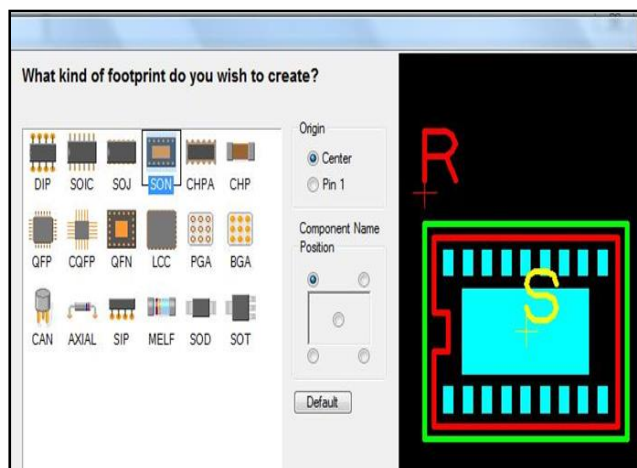 What kind of footprint do you wish to create?
DIP SOIC SOJ SON CHPA CHP
QFP CQFP QFN LCC PGA BGA
CAN AXIAL SIP MELF SOD SOT
Origin
Center
Pin 1
Component Name
Position
Default
R
S